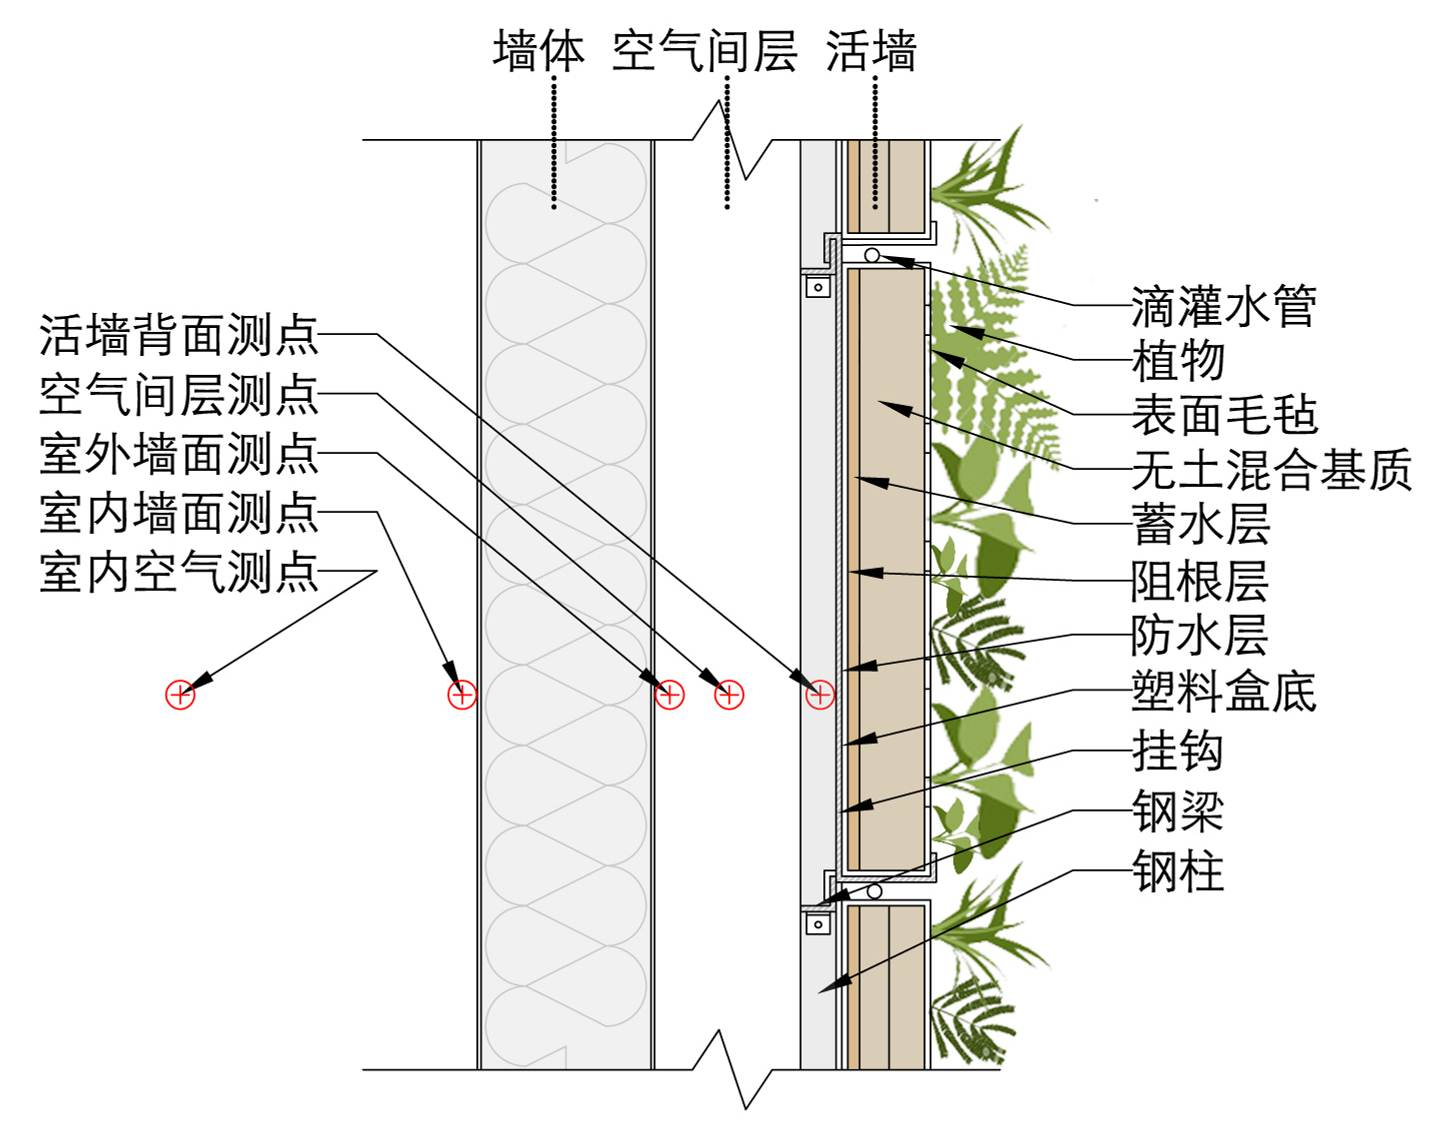 墙体 空气间层 活墙
活墙背面测点
空气间层测点
室外墙面测点
室内墙面测点
室内空气测点
滴灌水管
植物
表面毛毡
无土混合基质
蓄水层
阻根层
防水层
塑料盒底
挂钩
钢梁
钢柱